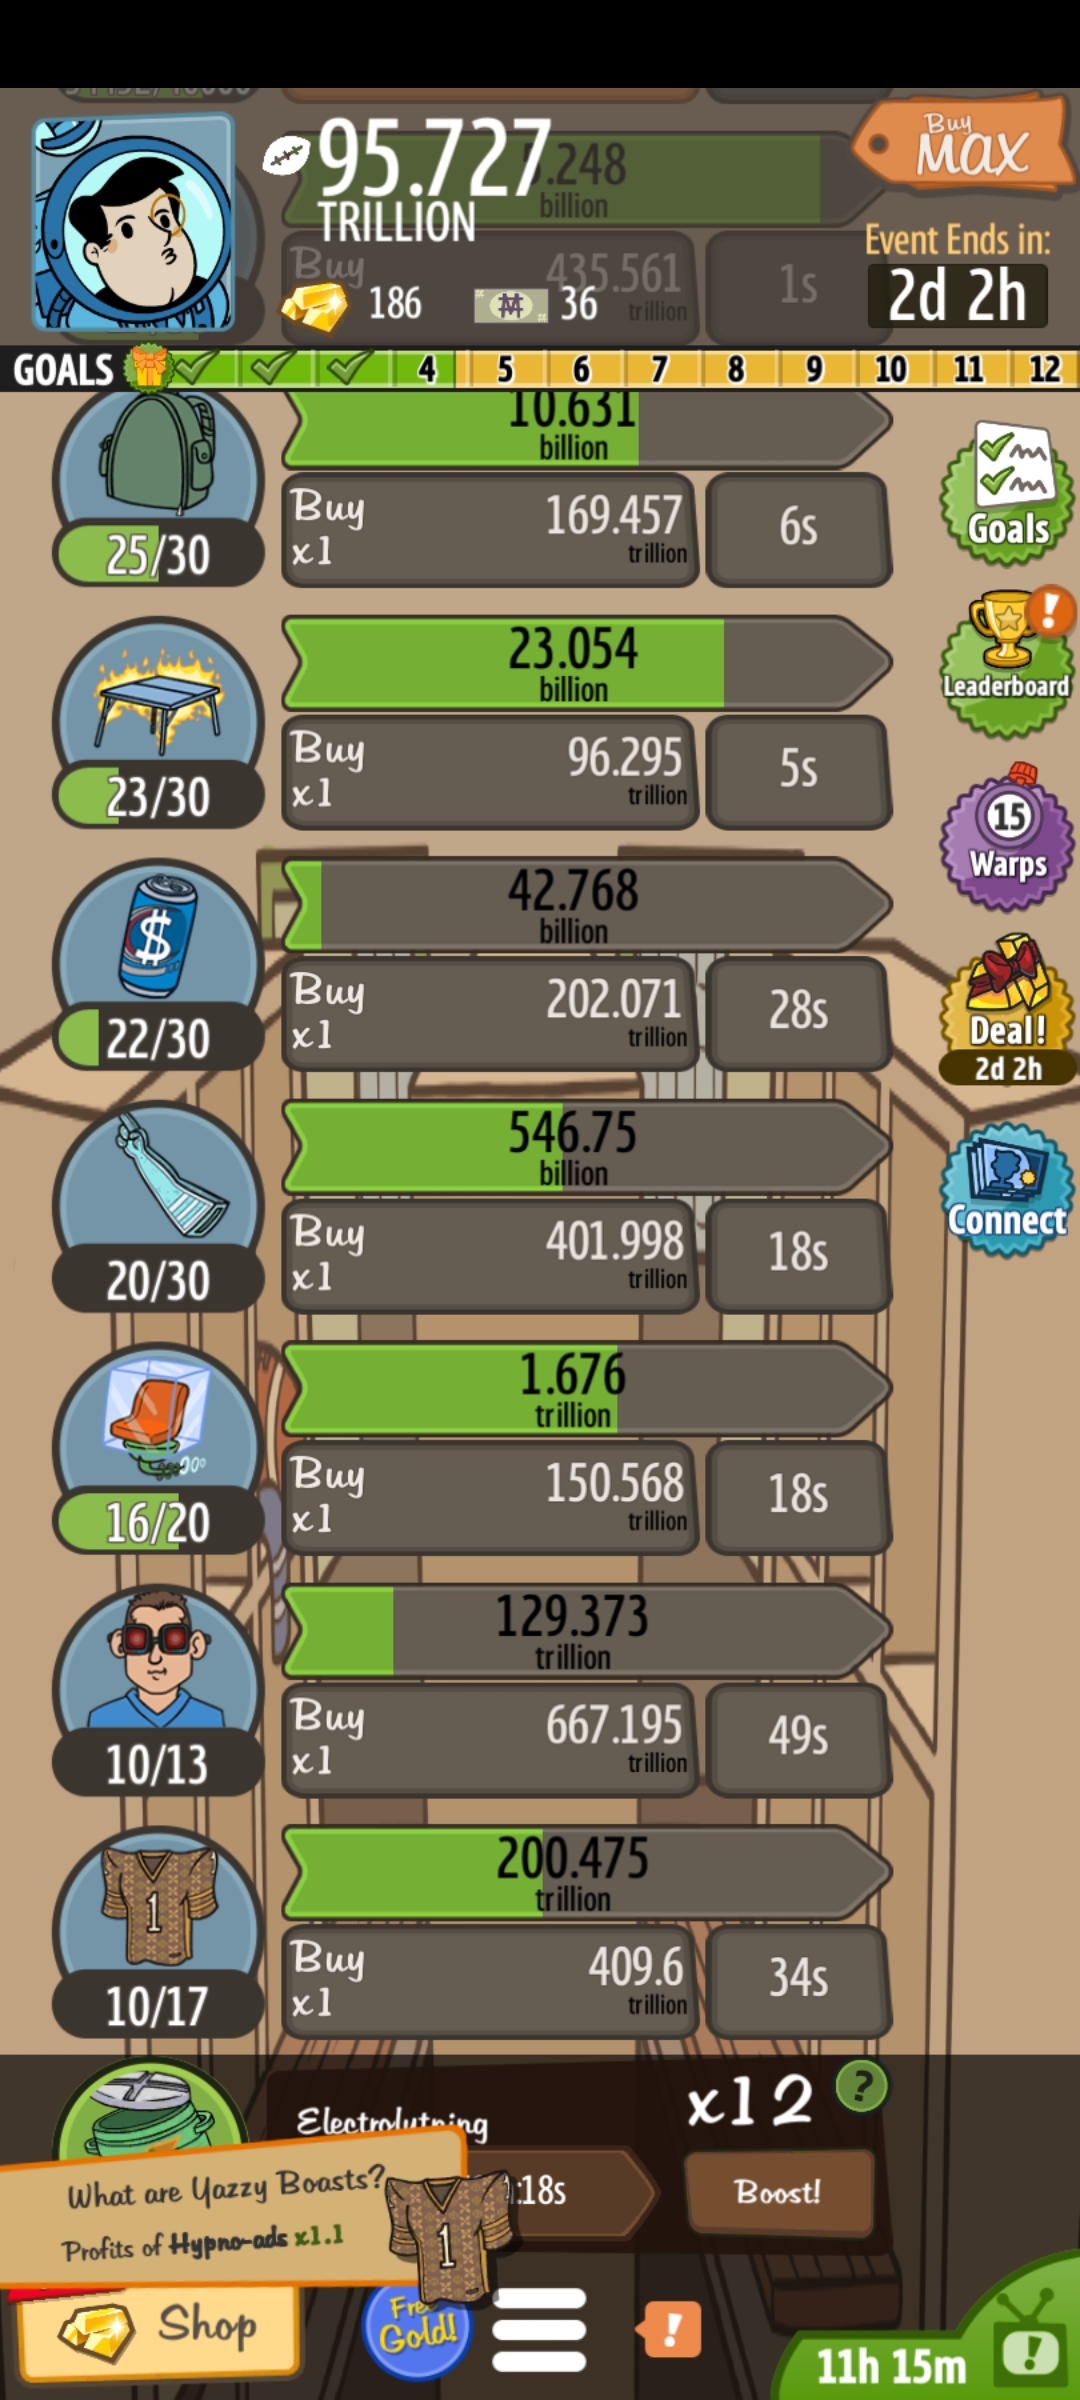 Buy
MAX
95.727
TRILLION
.248
billion
Buy
435.561
trillion
1s
186
36
Event Ends in:
2d 2h
GOALS
4 5 6 7 8 9 10 11 12
10.631
billion
25/30
Buy
x1
169.457
trillion
6s
Goals
23.054
billion
23/30
Buy
x1
96.295
trillion
5s
!
Leaderboard
15
Warps
42.768
billion
22/30
$
Buy
x1
202.071
trillion
28s
Deal!
2d 2h
546.75
billion
20/30
Buy
x1
401.998
trillion
18s
Connect
1.676
trillion
16/20
Buy
x1
150.568
trillion
18s
129.373
trillion
10/13
Buy
x1
667.195
trillion
49s
200.475
trillion
1
10/17
Buy
x1
409.6
trillion
34s
x12
?
:18s
Boost!
What are Yazzy Boasts?
Profits of Hypno-ads x1.1
1
Shop
Free
Gold!
!
11h 15m
!